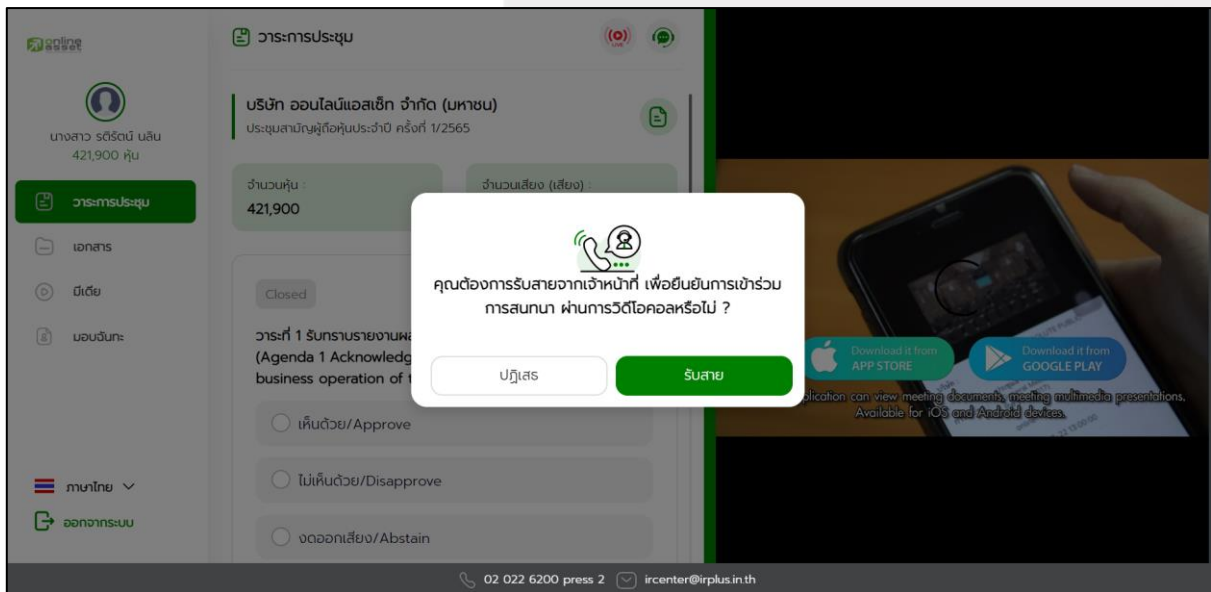 online
asset
นางสาว รติรัตน์ นลิน
421,900 หุ้น
วาระการประชุม
เอกสาร
มีเดีย
มอบฉันทะ
ภาษาไทย
ออกจากระบบ
วาระการประชุม
LIVE
บริษัท ออนไลน์แอสเซ็ท จำกัด (มหาชน)
ประชุมสามัญผู้ถือหุ้นประจำปี ครั้งที่ 1/2565
จำนวนหุ้น :
421,900
จำนวนเสียง (เสียง) :
Closed
วาระที่ 1 รับทราบรายงานผล
(Agenda 1 Acknowledg
business operation of t
เห็นด้วย/Approve
ไม่เห็นด้วย/Disapprove
งดออกเสียง/Abstain
คุณต้องการรับสายจากเจ้าหน้าที่ เพื่อยืนยันการเข้าร่วม
การสนทนา ผ่านการวิดีโอคอลหรือไม่ ?
ปฏิเสธ
รับสาย
Download it from
APP STORE
Download it from
GOOGLE PLAY
plication can view meeting documents, meeting multimedia presentations.
Available for iOS and Android devices.
02 022 6200 press 2
ircenter@irplus.in.th